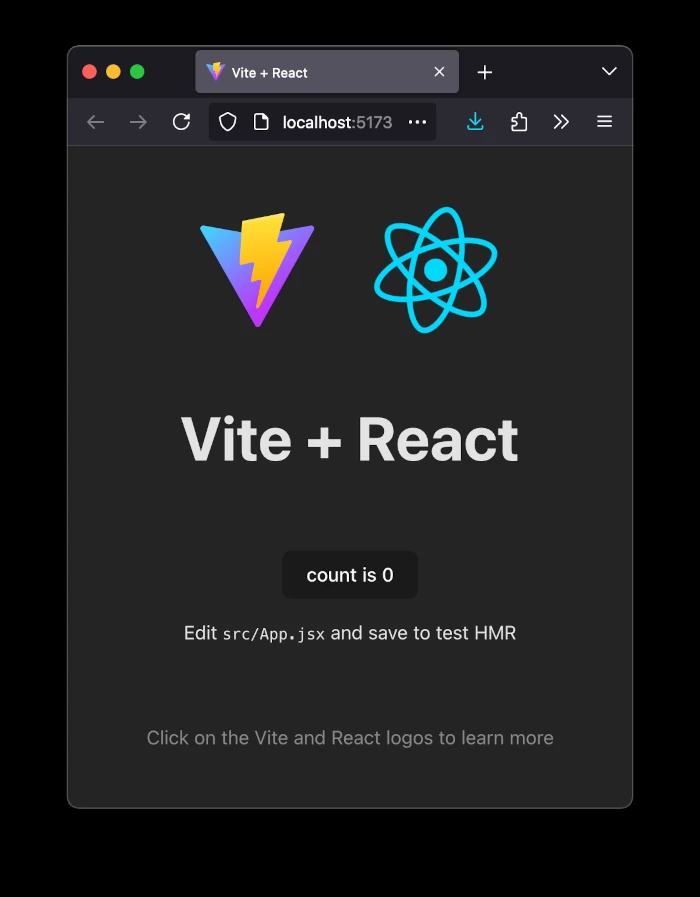 Vite + React
localhost:5173
Vite + React
count is 0
Edit src/App.jsx and save to test HMR
Click on the Vite and React logos to learn more